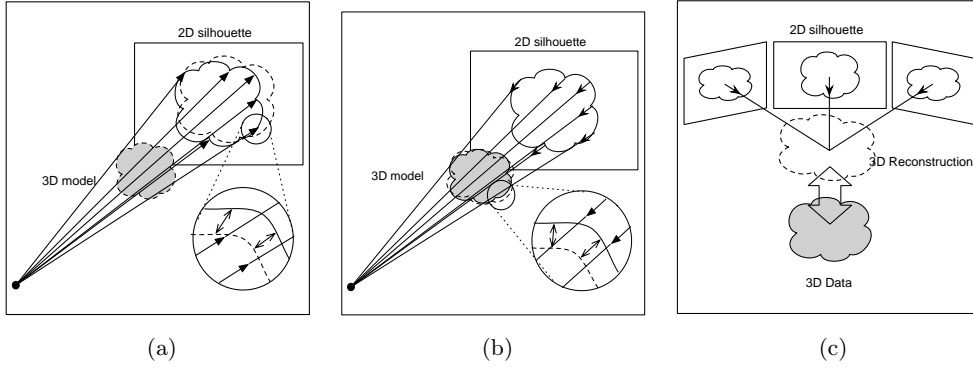 2D silhouette
3D model
(a)
2D silhouette
3D model
(b)
2D silhouette
3D Reconstruction
3D Data
(c)